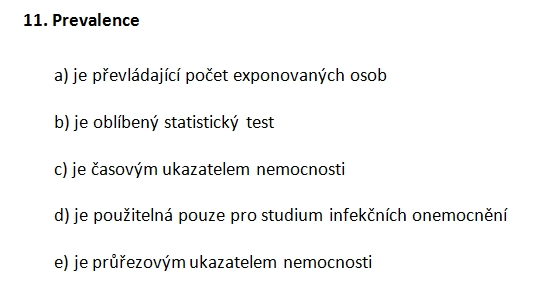 11. Prevalence
a) je převládající počet exponovaných osob
b) je oblíbený statistický test
c) je časovým ukazatelem nemocnosti
d) je použitelná pouze pro studium infekčních onemocnění
e) je průřezovým ukazatelem nemocnosti